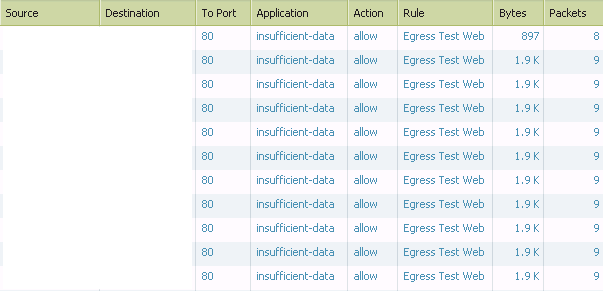 Source Destination To Port Application Action Rule Bytes Packets
80 insufficient-data allow Egress Test Web 897 8
80 insufficient-data allow Egress Test Web 1.9 K 9
80 insufficient-data allow Egress Test Web 1.9 K 9
80 insufficient-data allow Egress Test Web 1.9 K 9
80 insufficient-data allow Egress Test Web 1.9 K 9
80 insufficient-data allow Egress Test Web 1.9 K 9
80 insufficient-data allow Egress Test Web 1.9 K 9
80 insufficient-data allow Egress Test Web 1.9 K 9
80 insufficient-data allow Egress Test Web 1.9 K 9
80 insufficient-data allow Egress Test Web 1.9 K 9
80 insufficient-data allow Egress Test Web 1.9 K 9